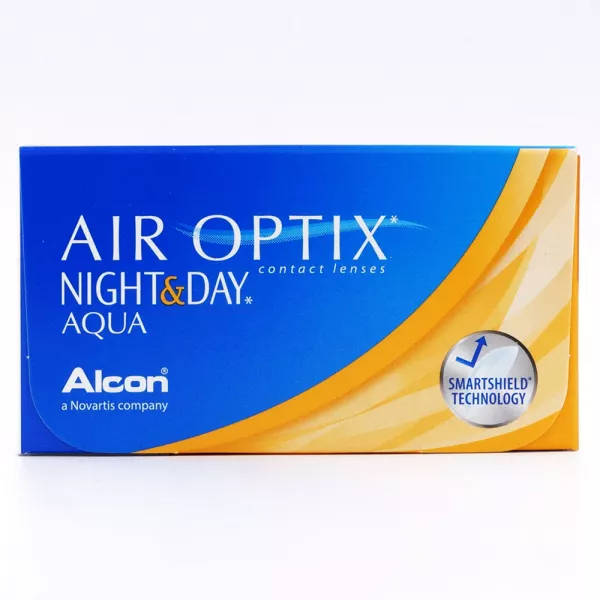 AIR OPTIX*
contact lenses
NIGHT&DAY*
AQUA
Alcon®
a Novartis company
SMARTSHIELD®
TECHNOLOGY